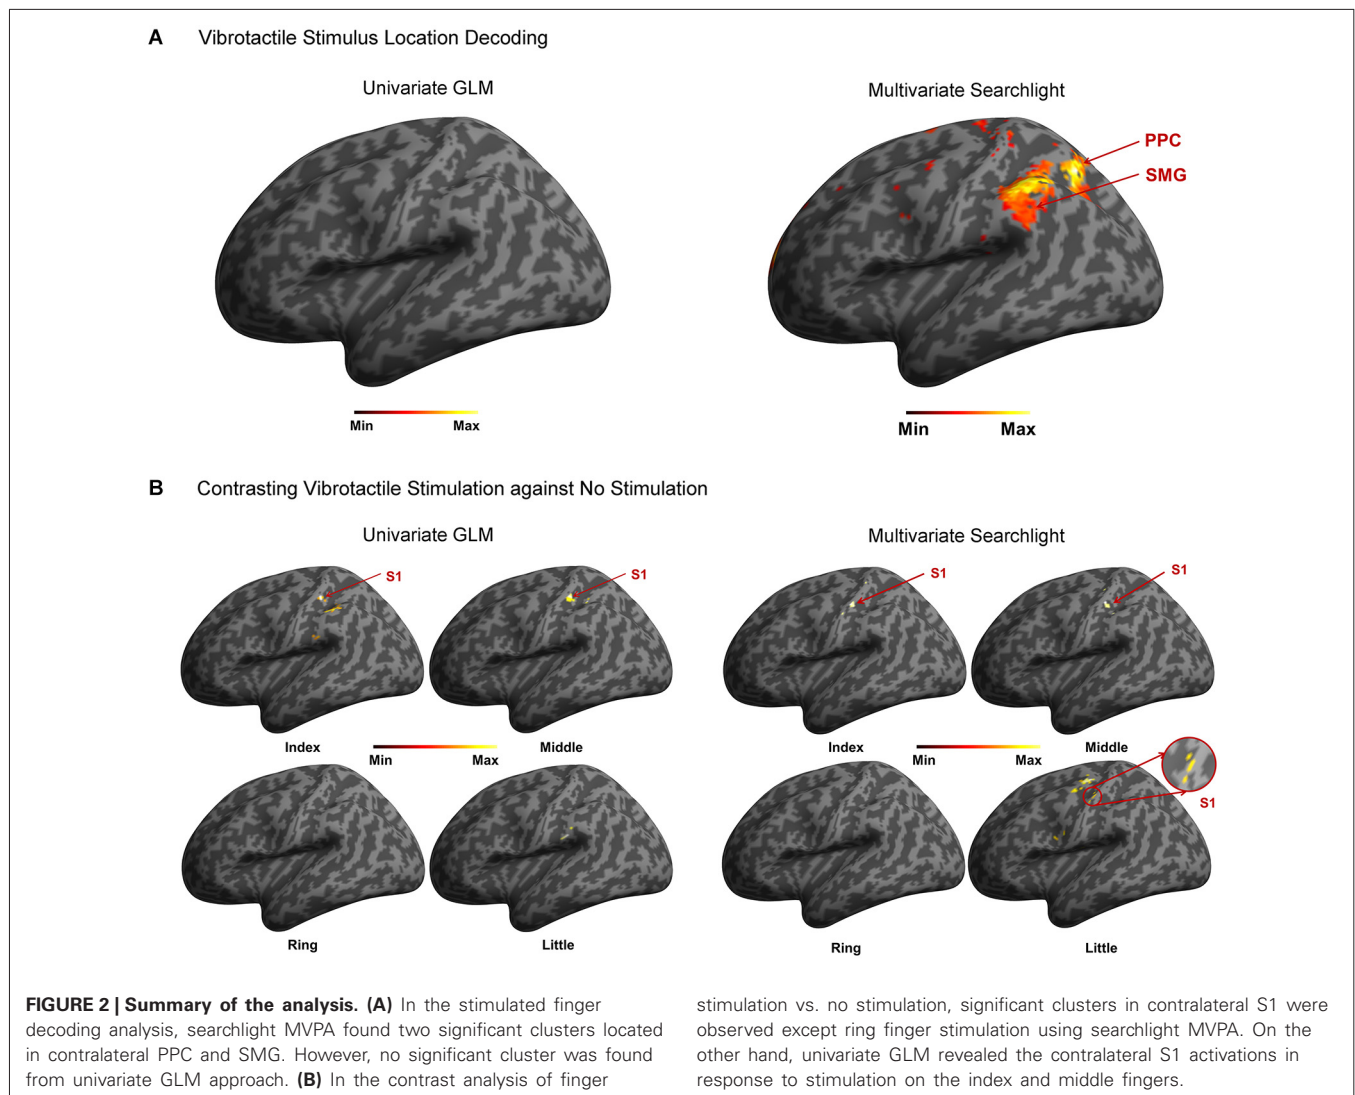 A Vibrotactile Stimulus Location Decoding
Univariate GLM
Multivariate Searchlight
PPC
SMG
Min Max
Min Max
B Contrasting Vibrotactile Stimulation against No Stimulation
Univariate GLM
Multivariate Searchlight
S1
S1
S1
S1
Index
Min Max
Middle
Index
Min Max
Middle
S1
Ring
Little
Ring
Little
FIGURE 2 | Summary of the analysis. (A) In the stimulated finger
decoding analysis, searchlight MVPA found two significant clusters located
in contralateral PPC and SMG. However, no significant cluster was found
from univariate GLM approach. (B) In the contrast analysis of finger
stimulation vs. no stimulation, significant clusters in contralateral S1 were
observed except ring finger stimulation using searchlight MVPA. On the
other hand, univariate GLM revealed the contralateral S1 activations in
response to stimulation on the index and middle fingers.